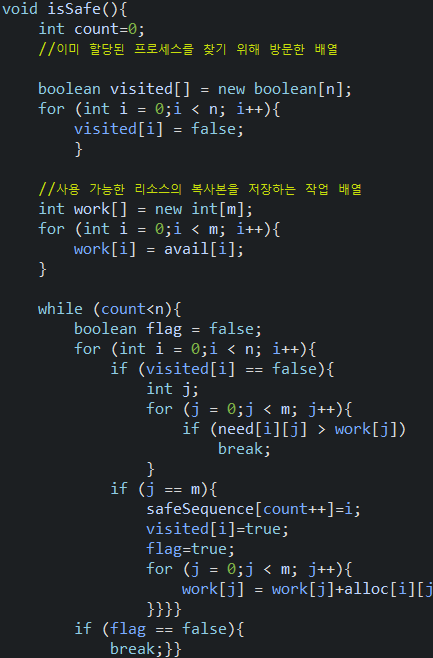 void isSafe(){
    int count=0;
    //이미 할당된 프로세스를 찾기 위해 방문한 배열

    boolean visited[] = new boolean[n];
    for (int i = 0;i < n; i++){
        visited[i] = false;
        }

    //사용 가능한 리소스의 복사본을 저장하는 작업 배열
    int work[] = new int[m];
    for (int i = 0;i < m; i++){
        work[i] = avail[i];
    }

    while (count<n){
        boolean flag = false;
        for (int i = 0;i < n; i++){
            if (visited[i] == false){
                int j;
                for (j = 0;j < m; j++){
                    if (need[i][j] > work[j])
                        break;
                }
            if (j == m){
                safeSequence[count++]=i;
                visited[i]=true;
                flag=true;
                for (j = 0;j < m; j++){
                    work[j] = work[j]+alloc[i][j
                }}}}
        if (flag == false){
            break;}}